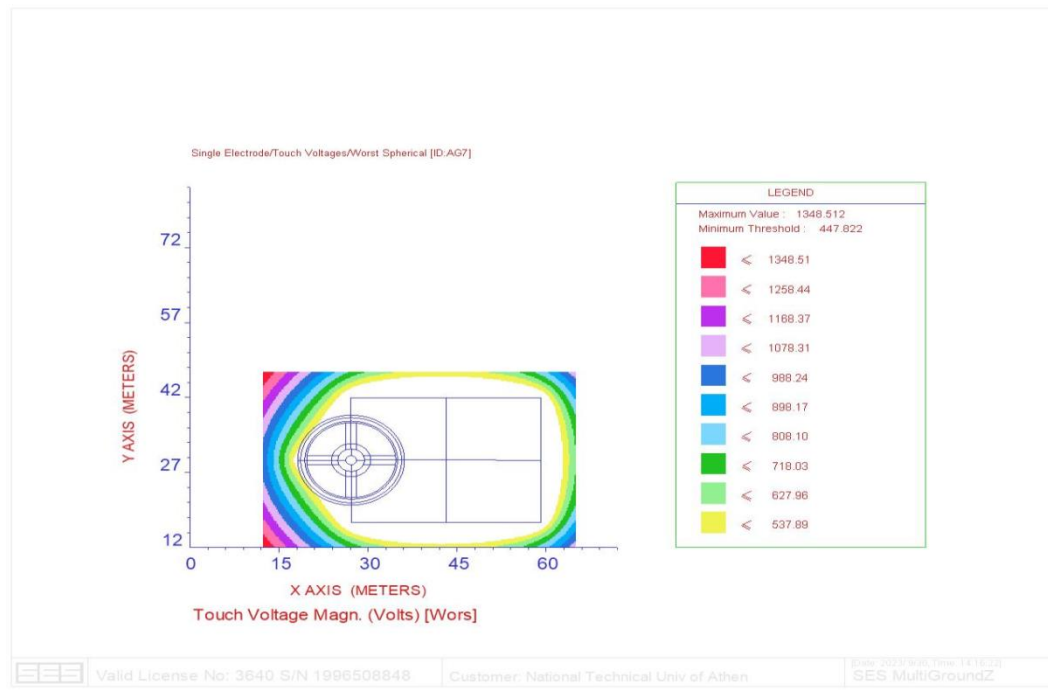 Single Electrode/Touch Voltages/Worst Spherical [ID:AG7]
LEGEND
Maximum Value : 1348.512
Minimum Threshold : 447.822
⩽ 1348.51
⩽ 1258.44
⩽ 1168.37
⩽ 1078.31
⩽ 988.24
⩽ 898.17
⩽ 808.10
⩽ 718.03
⩽ 627.96
⩽ 537.89
Y AXIS (METERS)
72
57
42
27
12
0 15 30 45 60
X AXIS (METERS)
Touch Voltage Magn. (Volts) [Wors]
SES Valid License No: 3640 S/N 1996508848 Customer: National Technical Univ of Athen
SES MultiGroundZ